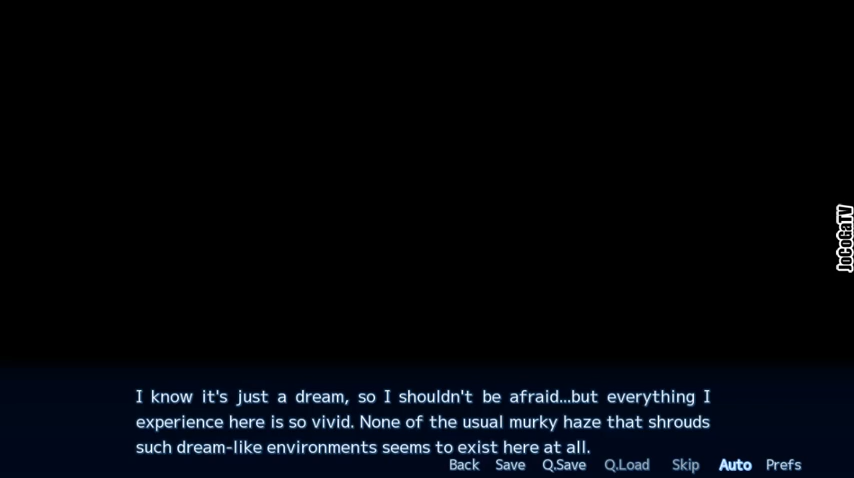 JoCoGaTV
I know it's just a dream, so I shouldn't be afraid...but everything I
experience here is so vivid. None of the usual murky haze that shrouds
such dream-like environments seems to exist here at all.
Back Save Q.Save Q.Load Skip Auto Prefs